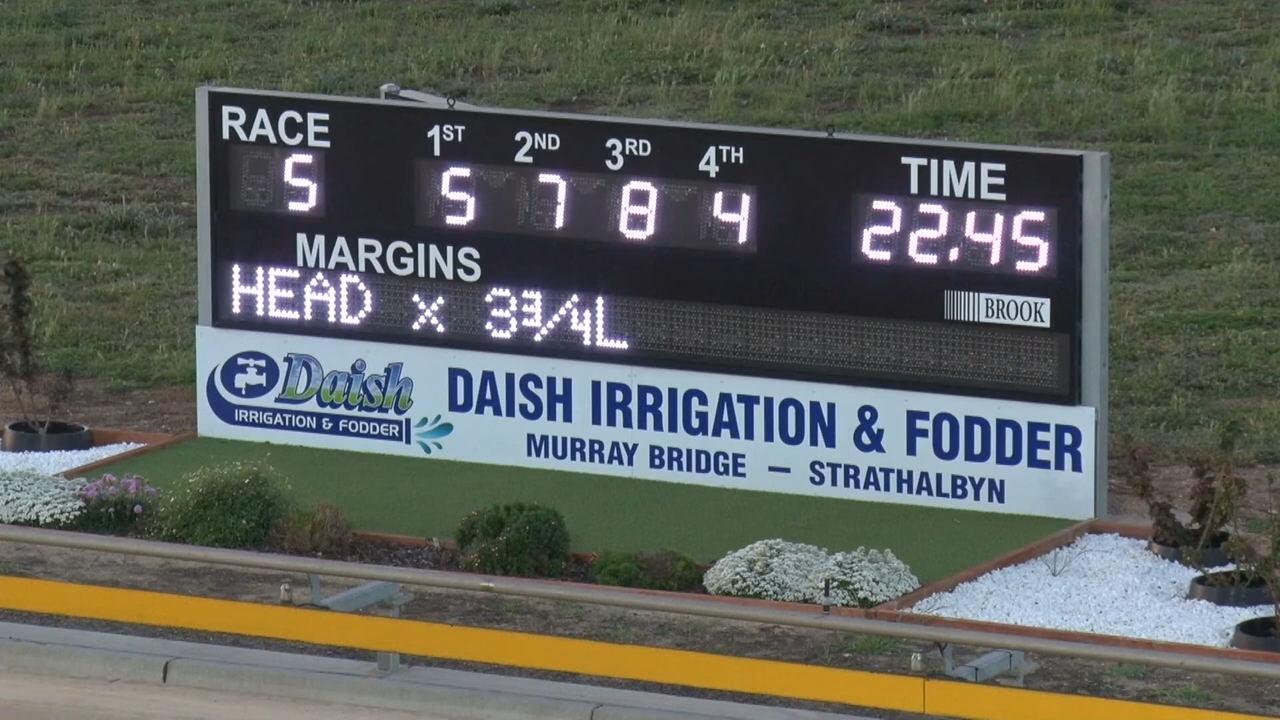 RACE 1ST 2ND 3RD 4TH TIME
5 5 7 8 4 22.45
MARGINS
HEAD x 3¾L
BROOK
Daish
IRRIGATION & FODDER
DAISH IRRIGATION & FODDER
MURRAY BRIDGE – STRATHALBYN